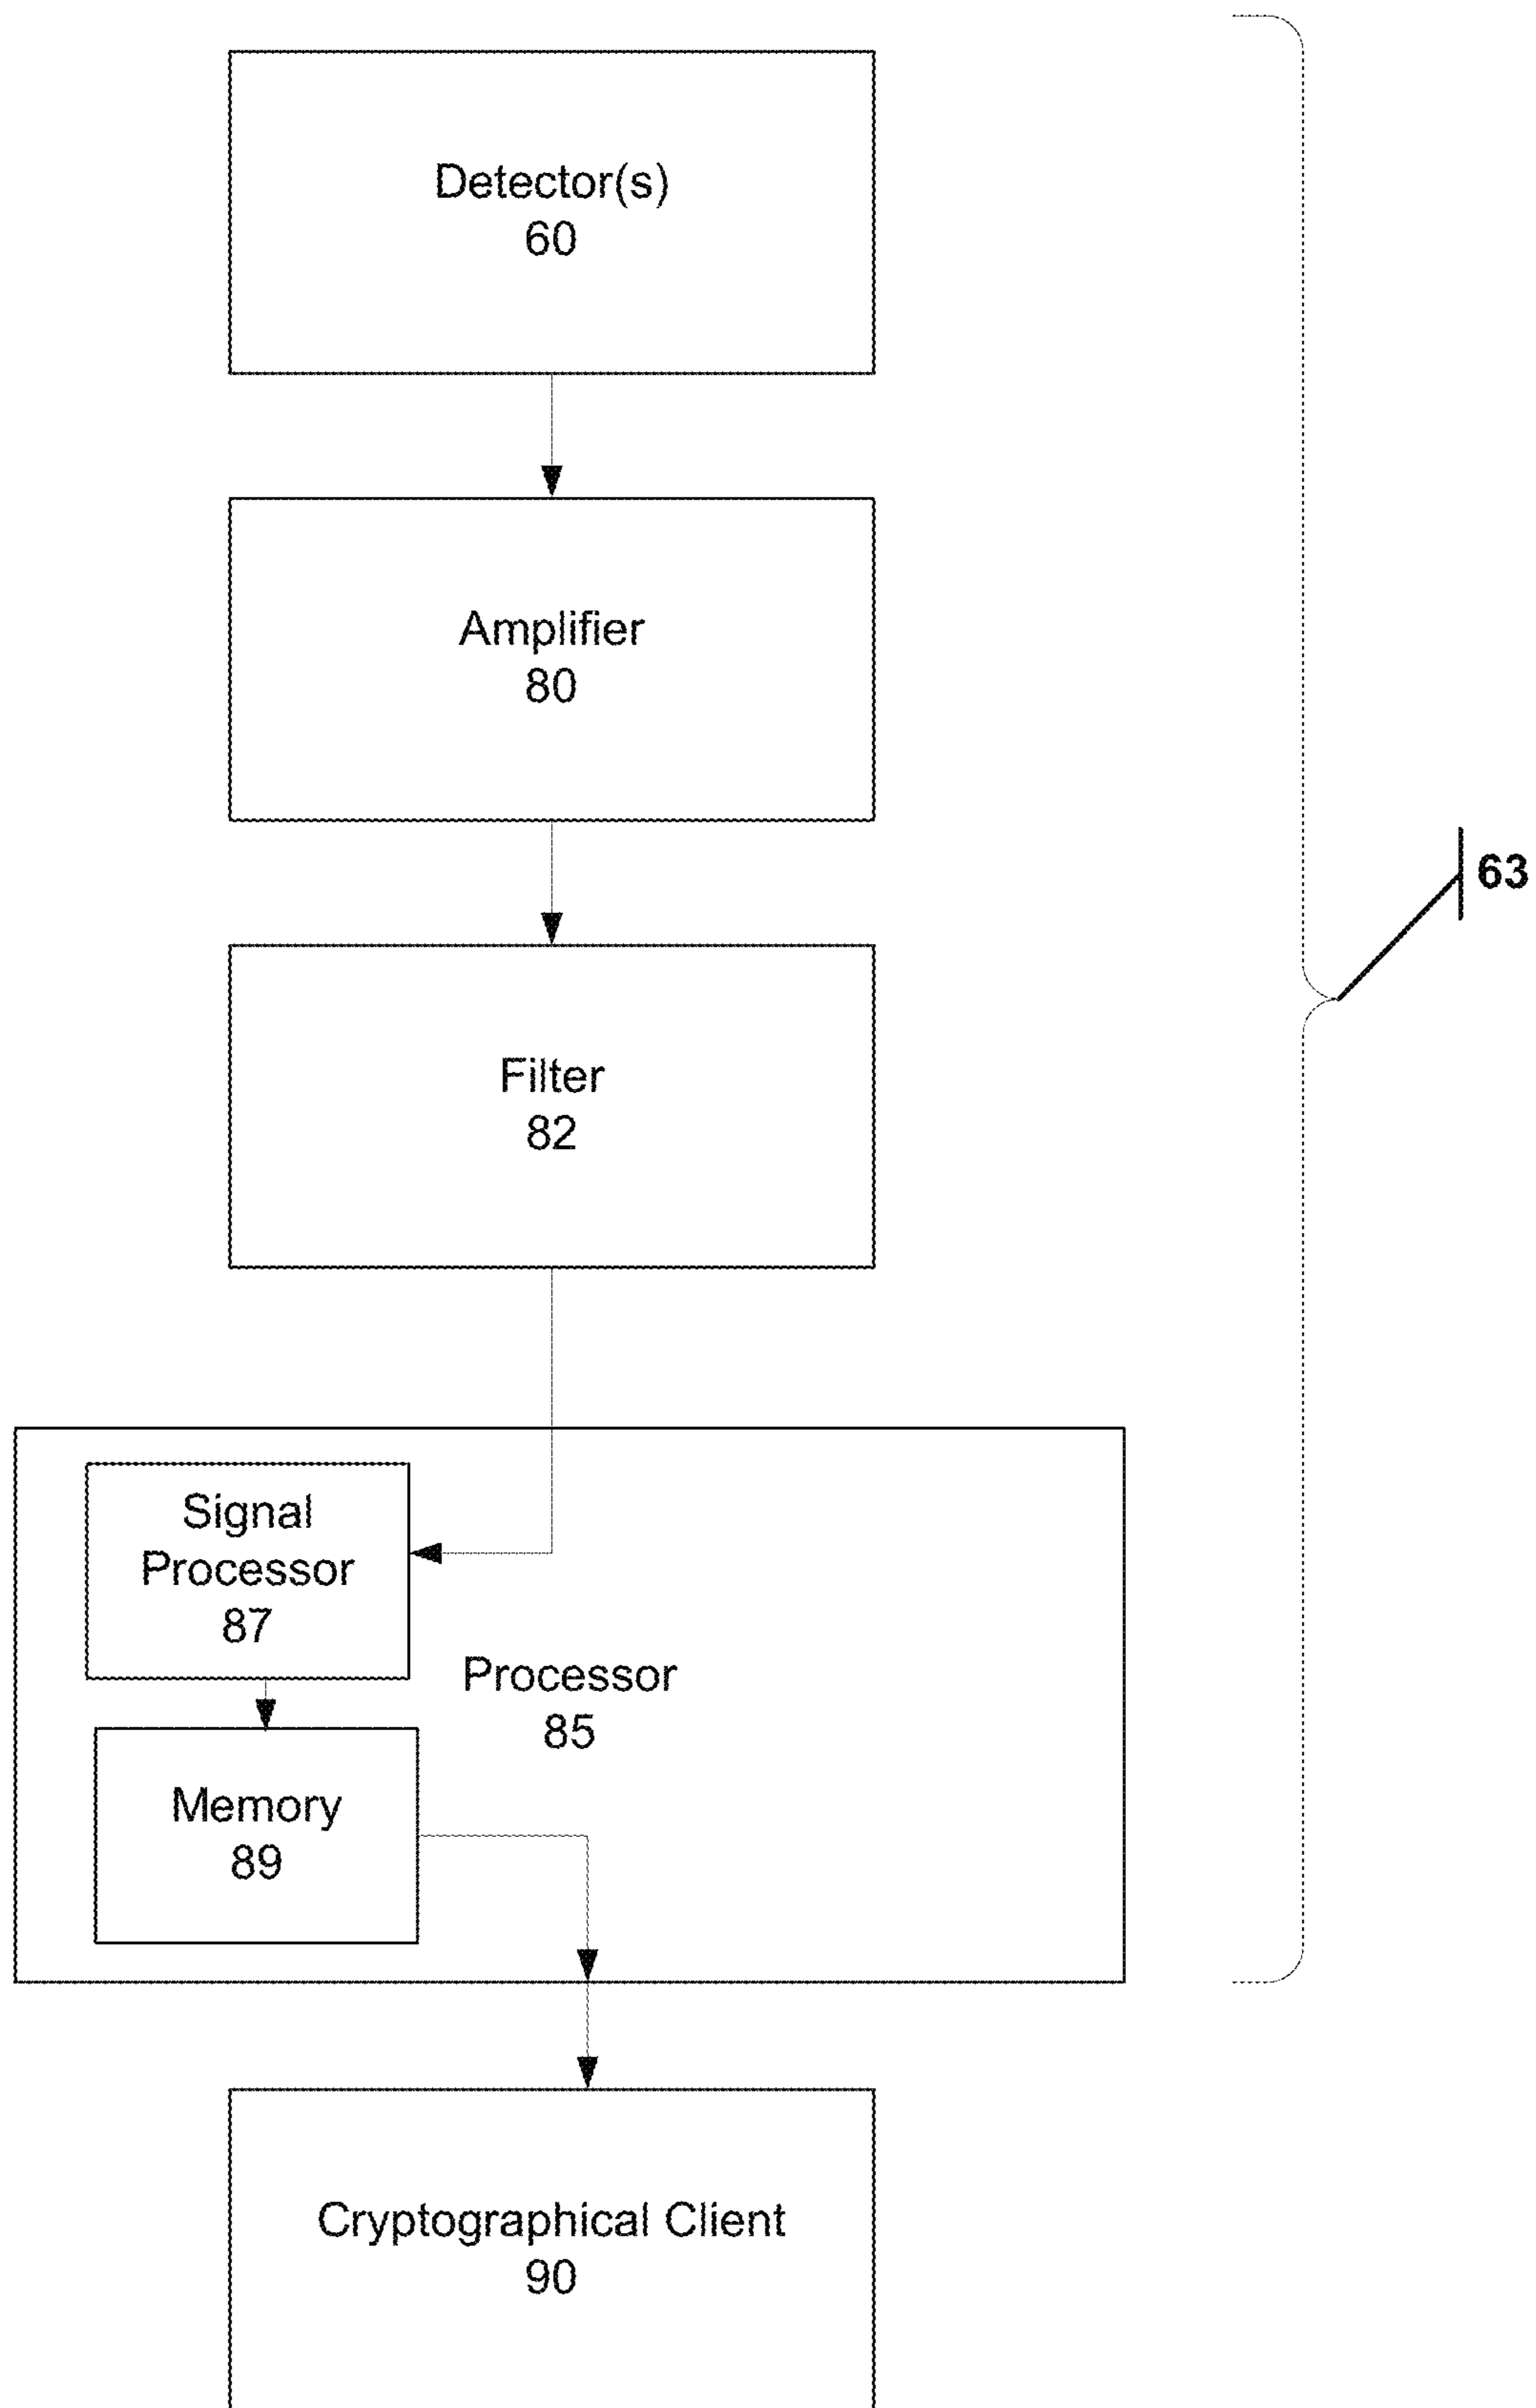 Detector(s)
60
Amplifier
80
63
Filter
82
Signal
Processor
87
Processor
85
Memory
89
Cryptographical Client
90